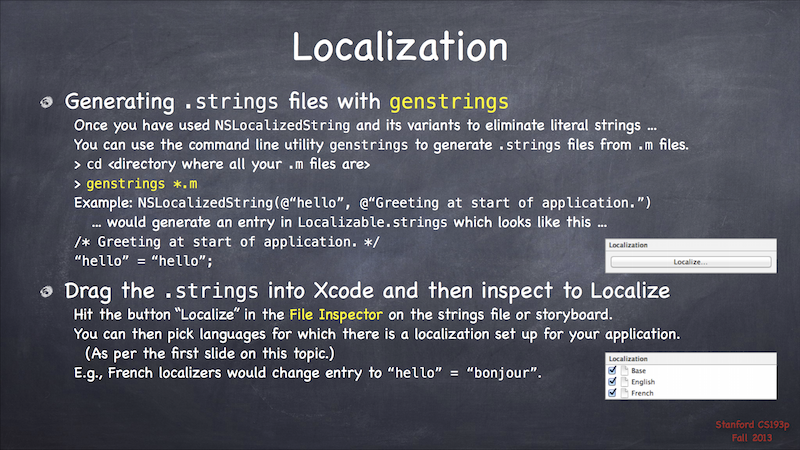 Localization
Generating .strings files with genstrings
Once you have used NSLocalizedString and its variants to eliminate literal strings ...
You can use the command line utility genstrings to generate .strings files from .m files.
> cd <directory where all your .m files are>
> genstrings *.m
Example: NSLocalizedString(@“hello”, @“Greeting at start of application.”)
... would generate an entry in Localizable.strings which looks like this ...
/* Greeting at start of application. */
“hello” = “hello”;
Localization
Localize...
Drag the .strings into Xcode and then inspect to Localize
Hit the button “Localize” in the File Inspector on the strings file or storyboard.
You can then pick languages for which there is a localization set up for your application.
(As per the first slide on this topic.)
E.g., French localizers would change entry to “hello” = “bonjour”.
Localization
Base
English
French
Stanford CS193p
Fall 2013